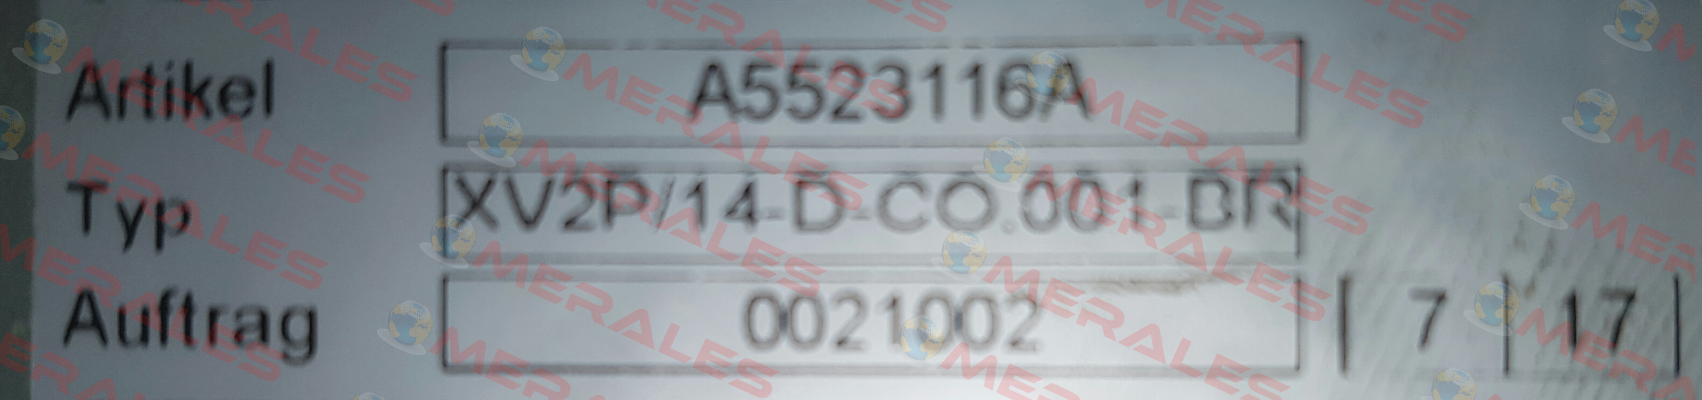 Artikel A5523116A
Typ XV2P/14-D-CO.001-BR
Auftrag 0021002 7 17